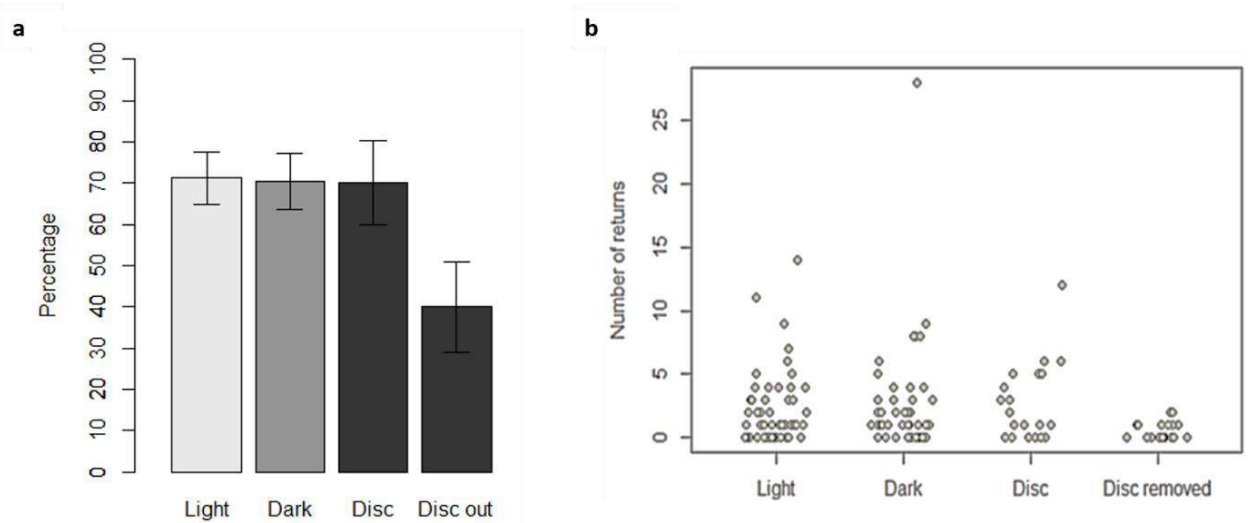 a
Percentage
100
90
80
70
60
50
40
30
20
10
0
Light Dark Disc Disc out
b
Number of returns
25
20
15
10
5
0
Light Dark Disc Disc removed